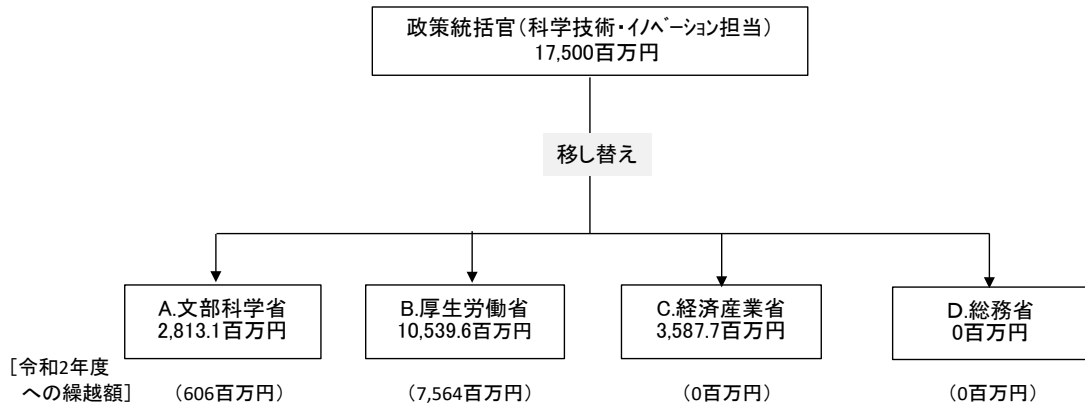 政策統括官（科学技術・イノベーション担当）
17,500百万円
移し替え
A.文部科学省
2,813.1百万円
B.厚生労働省
10,539.6百万円
C.経済産業省
3,587.7百万円
D.総務省
0百万円
［令和2年度
への繰越額］
（606百万円）
（7,564百万円）
（0百万円）
（0百万円）